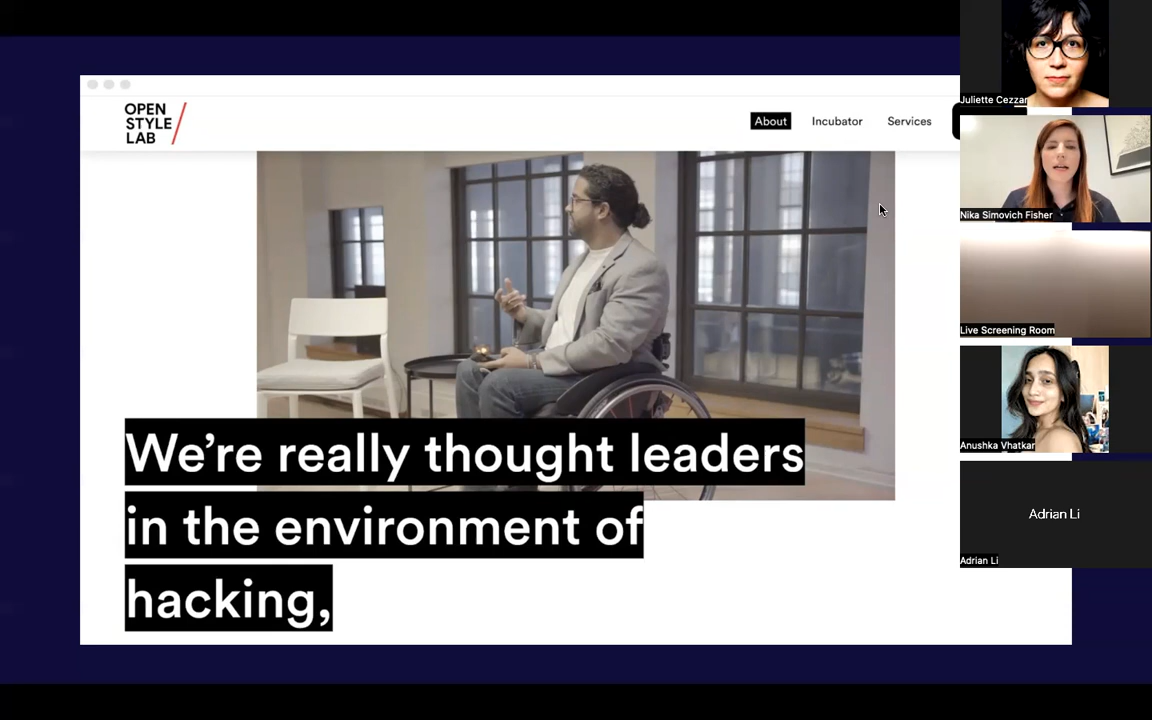 OPEN
STYLE
LAB
About
Incubator
Services
We’re really thought leaders
in the environment of
hacking,
Juliette Cezzar
Nika Simovich Fisher
Live Screening Room
Anushka Vhatkar
Adrian Li
Adrian Li